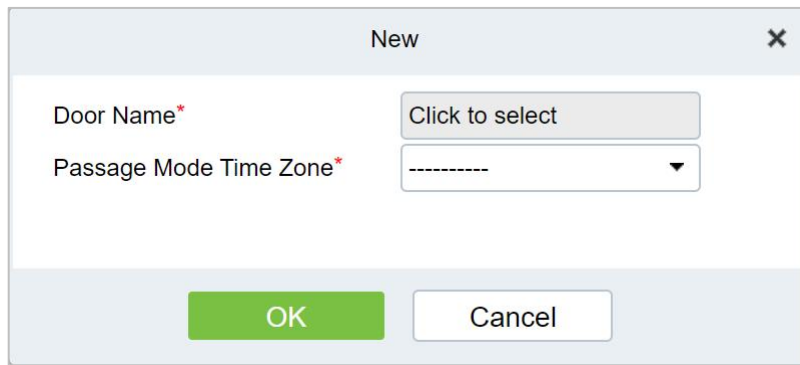 New
Door Name* Click to select
Passage Mode Time Zone* ----------
OK Cancel